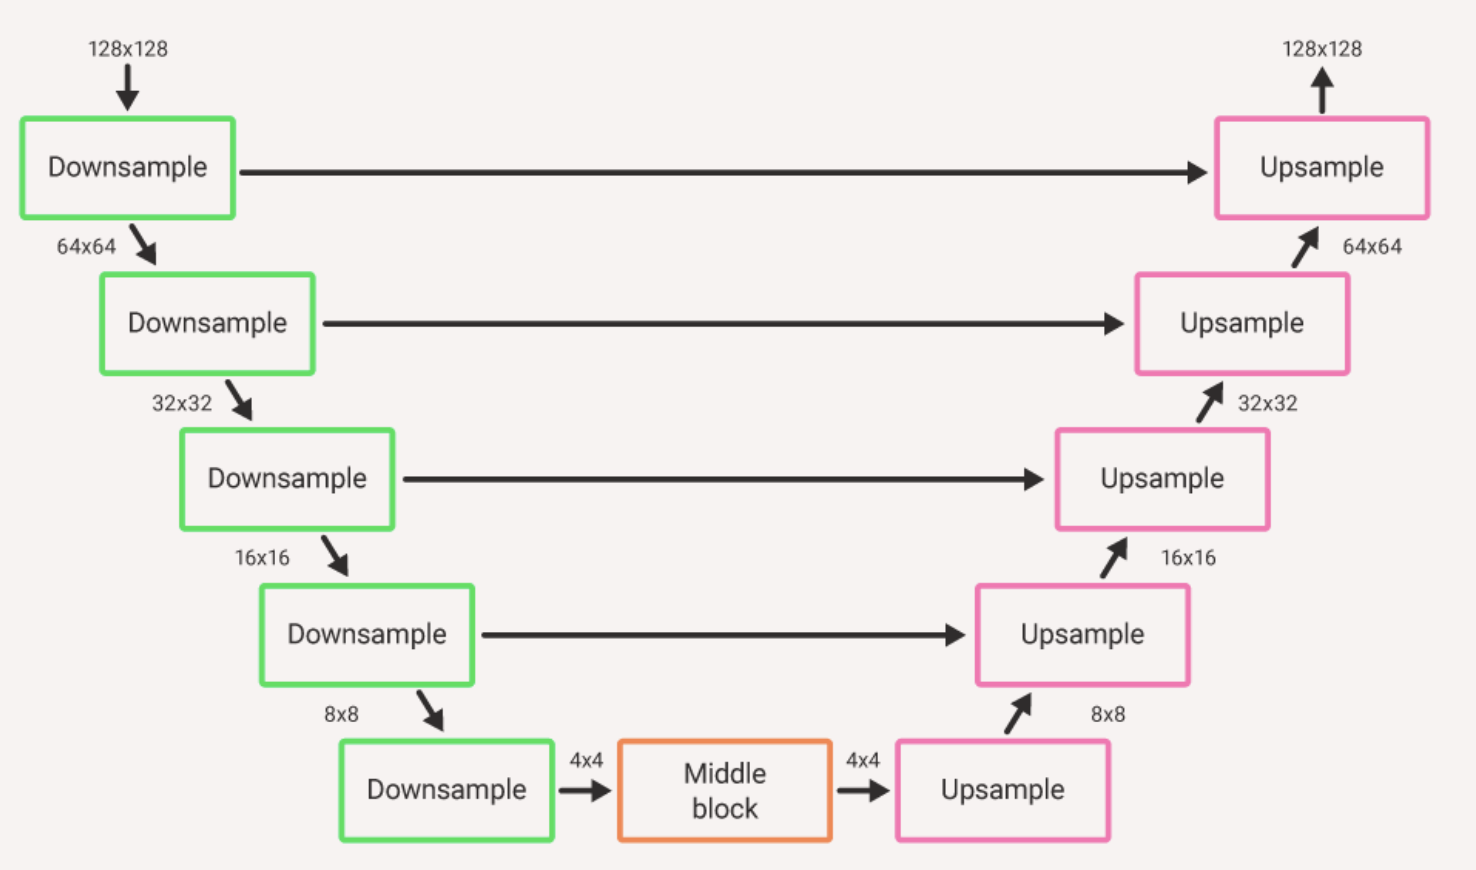 128x128
128x128
Downsample
Upsample
64x64
64x64
Downsample
Upsample
32x32
32x32
Downsample
Upsample
16x16
16x16
Downsample
Upsample
8x8
8x8
Downsample
4x4
Middle
block
4x4
Upsample